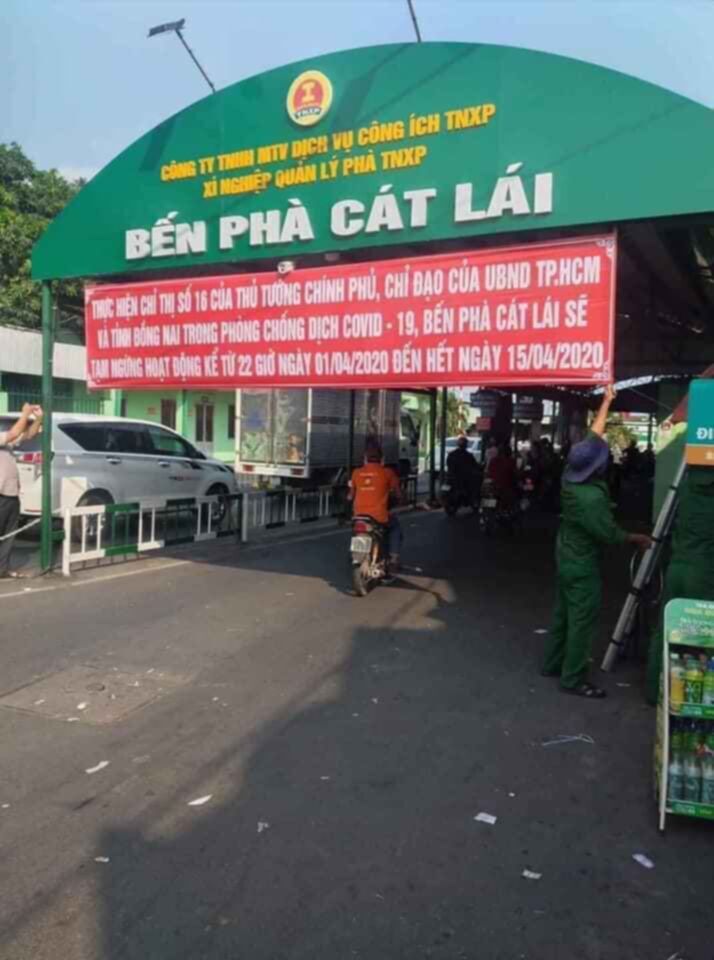 TNXP
CÔNG TY TNHH MTV DỊCH VỤ CÔNG ÍCH TNXP
XÍ NGHIỆP QUẢN LÝ PHÀ TNXP
BẾN PHÀ CÁT LÁI
THỰC HIỆN CHỈ THỊ SỐ 16 CỦA THỦ TƯỚNG CHÍNH PHỦ, CHỈ ĐẠO CỦA UBND TP.HCM
VÀ TỈNH ĐỒNG NAI TRONG PHÒNG CHỐNG DỊCH COVID - 19, BẾN PHÀ CÁT LÁI SẼ
TẠM NGỪNG HOẠT ĐỘNG KỂ TỪ 22 GIỜ NGÀY 01/04/2020 ĐẾN HẾT NGÀY 15/04/2020